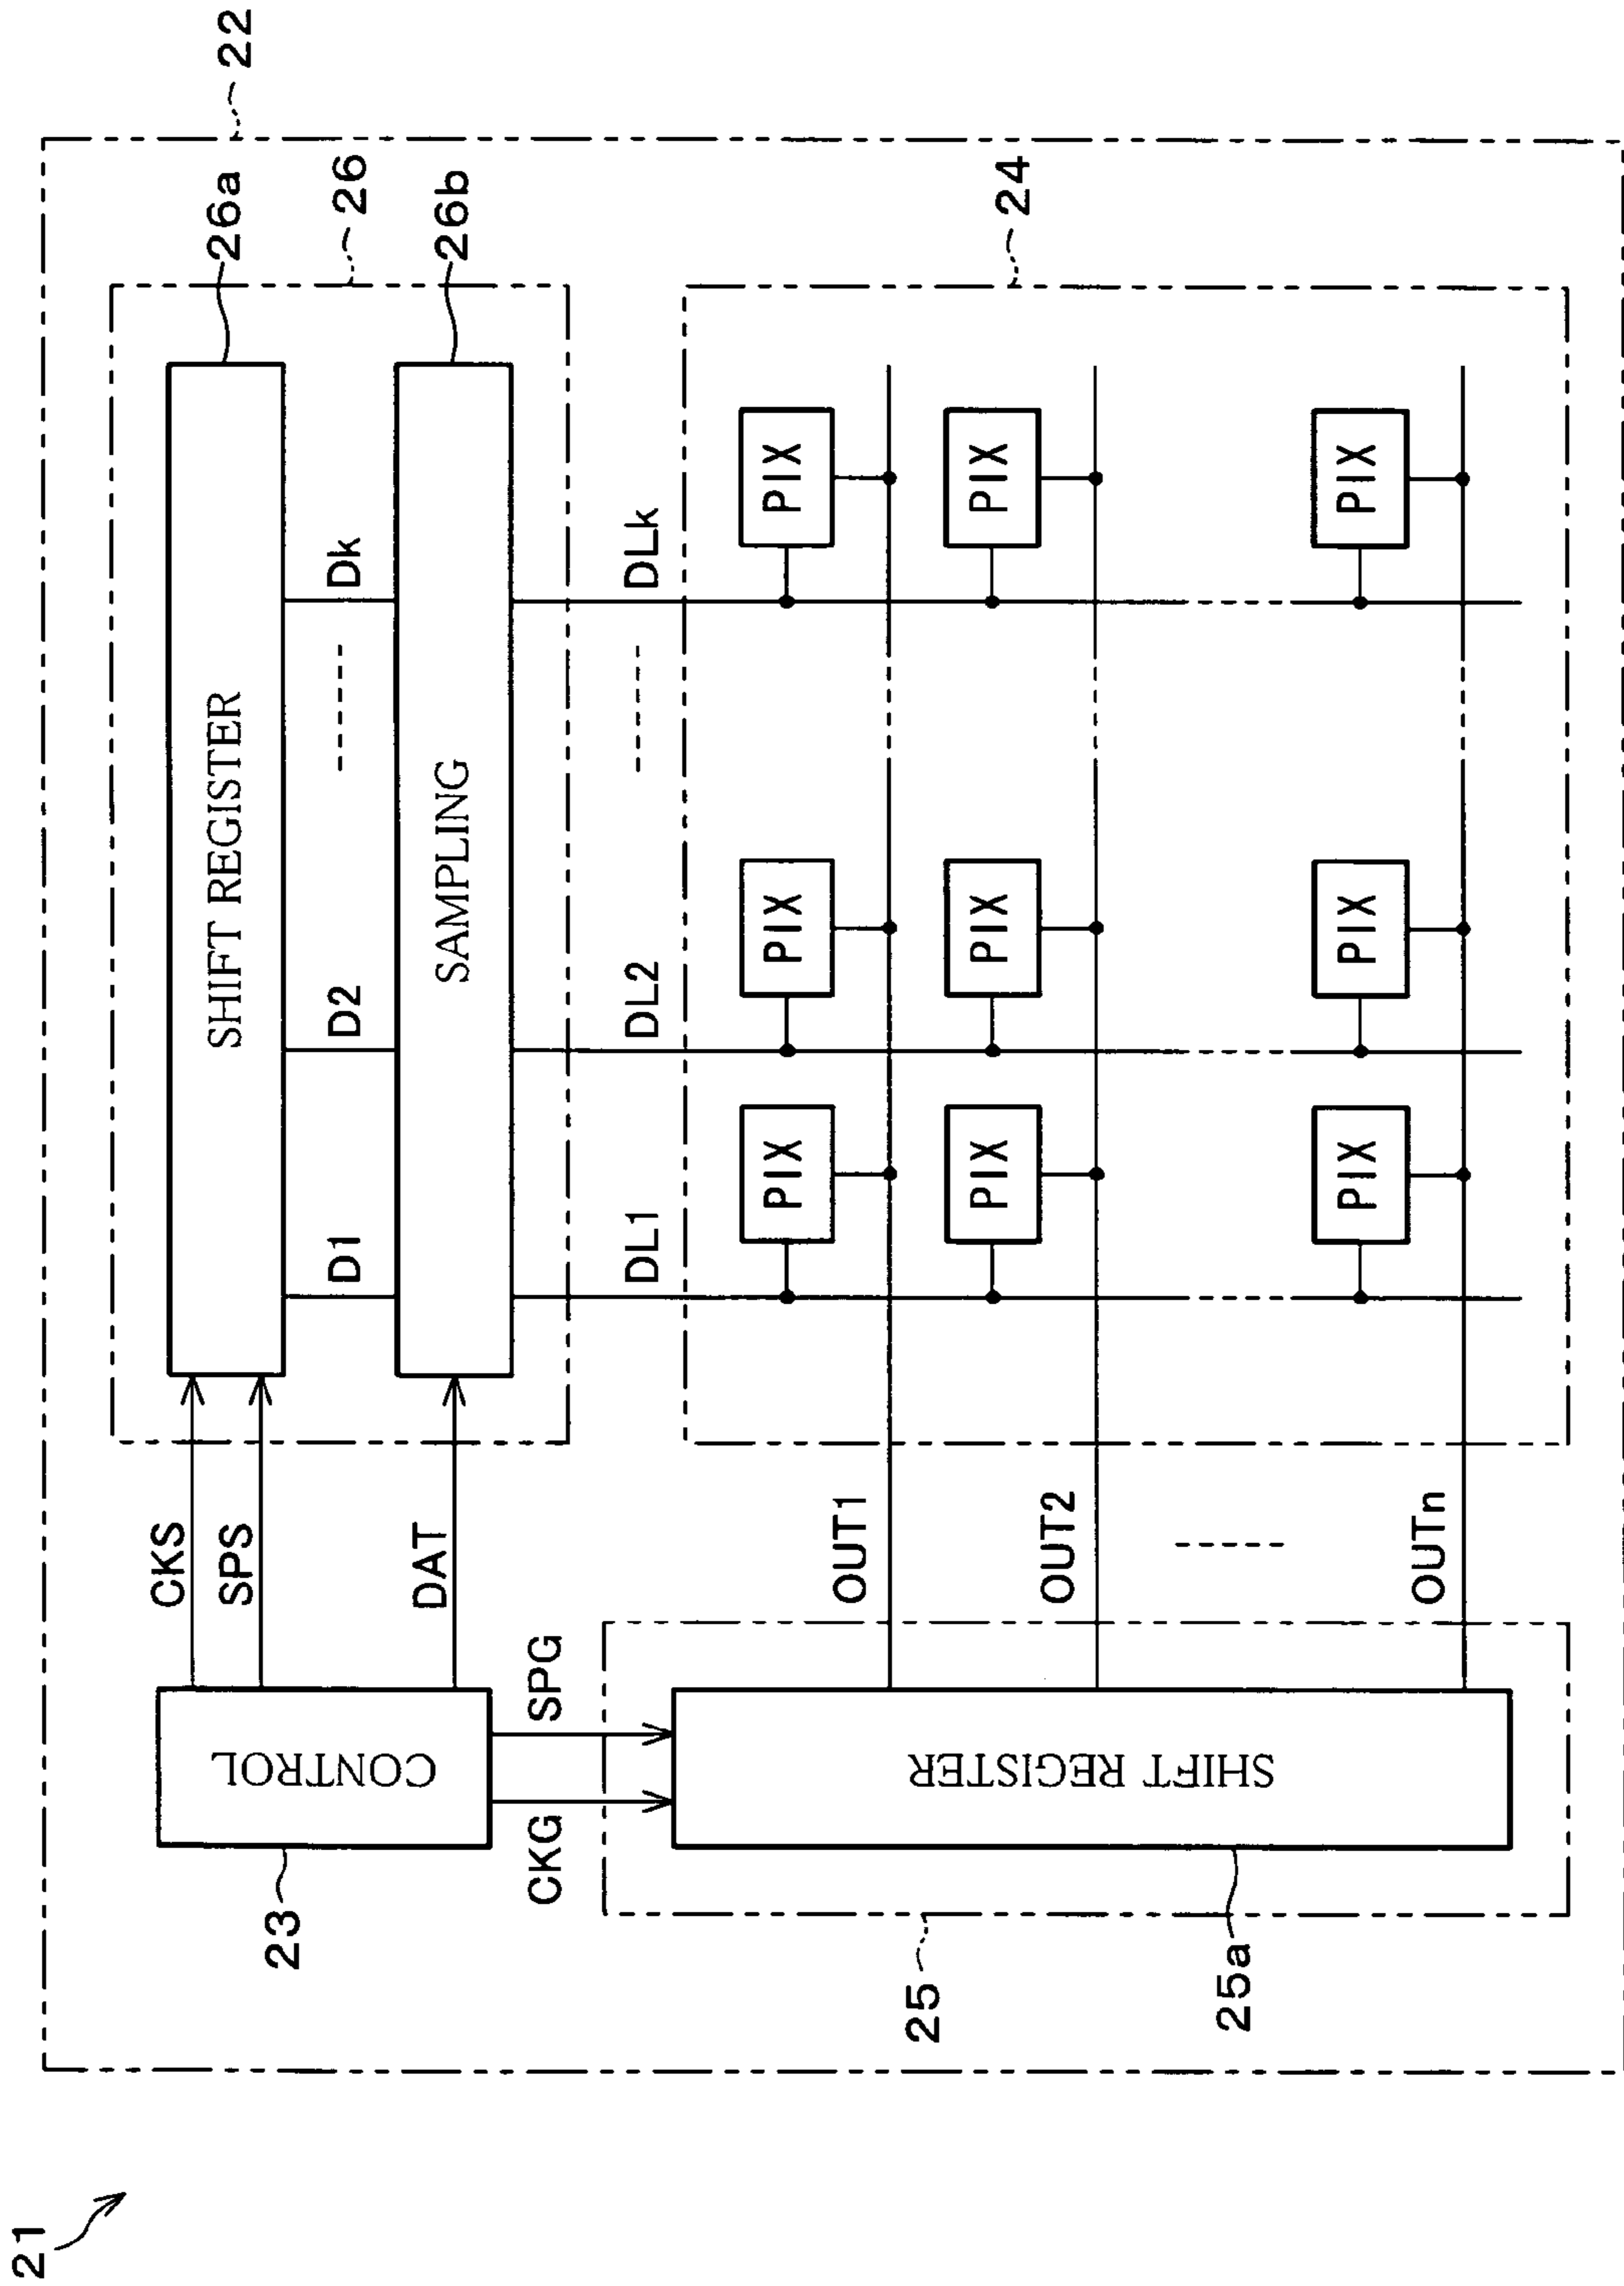 21
22
26a
26
26b
24
23
25
25a
CONTROL
CKS
SPS
DAT
CKG
SPG
SHIFT REGISTER
D1
D2
Dk
SAMPLING
DL1
DL2
DLk
SHIFT REGISTER
OUT1
PIX
PIX
PIX
OUT2
PIX
PIX
PIX
OUTn
PIX
PIX
PIX